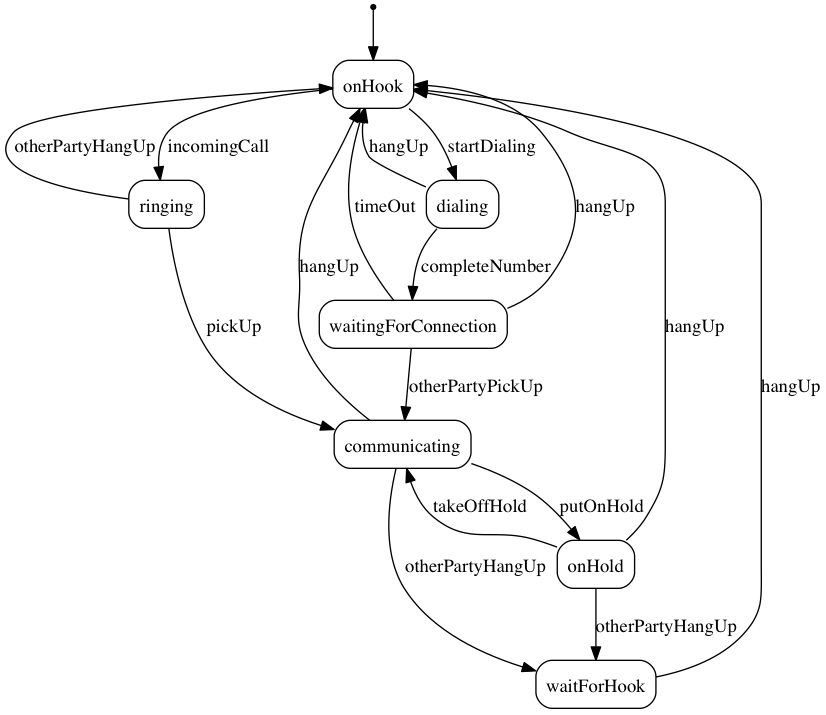 onHook
otherPartyHangUp
incomingCall
hangUp
startDialing
ringing
timeOut
dialing
hangUp
hangUp
completeNumber
pickUp
waitingForConnection
hangUp
otherPartyPickUp
hangUp
communicating
takeOffHold
putOnHold
otherPartyHangUp
onHold
otherPartyHangUp
waitForHook